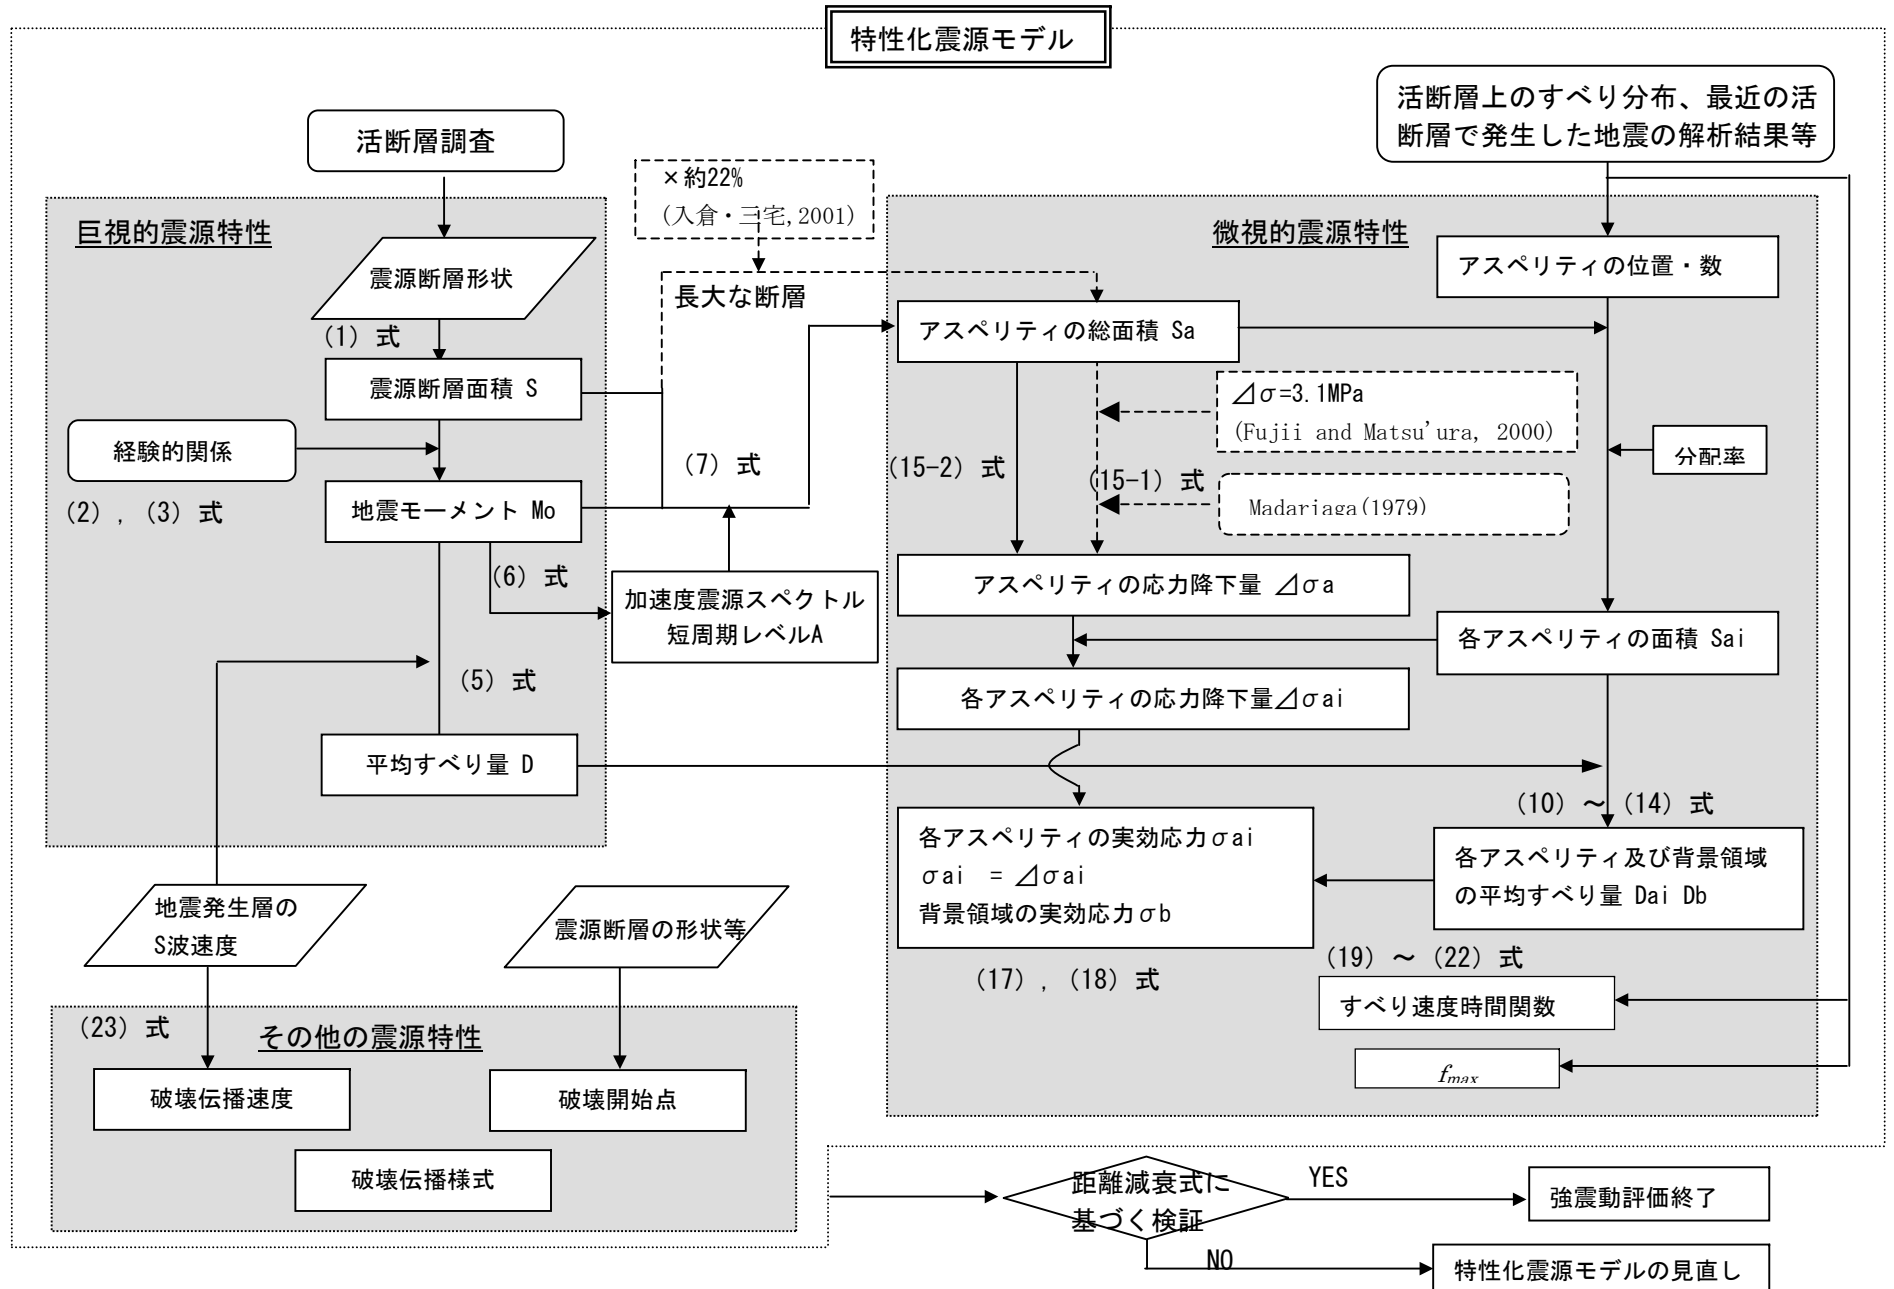 特性化震源モデル
活断層上のすべり分布、最近の活
断層で発生した地震の解析結果等
活断層調査
×約22%
(入倉・三宅,2001)
巨視的震源特性
微視的震源特性
震源断層形状
アスペリティの位置・数
長大な断層
(1) 式
アスペリティの総面積 Sa
震源断層面積 S
⊿σ=3.1MPa
(Fujii and Matsu'ura, 2000)
経験的関係
(7) 式
(15-2) 式
(15-1) 式
分配率
(2), (3) 式
地震モーメント Mo
Madariaga(1979)
(6) 式
加速度震源スペクトル
短周期レベルA
アスペリティの応力降下量 ⊿σa
各アスペリティの面積 Sai
(5) 式
各アスペリティの応力降下量⊿σai
平均すべり量 D
(10) ～ (14) 式
各アスペリティの実効応力σai
σai = ⊿σai
背景領域の実効応力σb
各アスペリティ及び背景領域
の平均すべり量 Dai Db
地震発生層の
S波速度
震源断層の形状等
(17), (18) 式
(19) ～ (22) 式
すべり速度時間関数
(23) 式
その他の震源特性
fmax
破壊伝播速度
破壊開始点
破壊伝播様式
距離減衰式に
基づく検証
YES
強震動評価終了
NO
特性化震源モデルの見直し